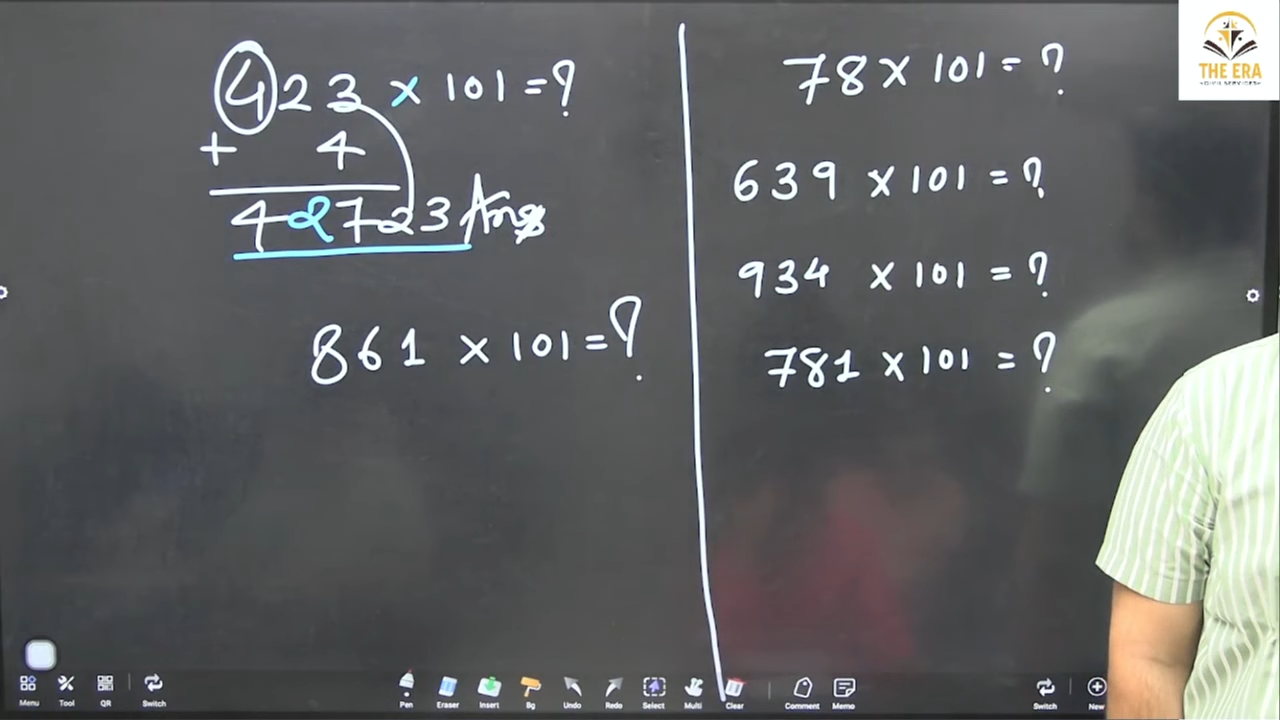 423 × 101 = ?
+ 4
42723 Ans
861 × 101 = ?
78 × 101 = ?
639 × 101 = ?
934 × 101 = ?
781 × 101 = ?
THE ERA
Menu
Tool
QR
Switch
Pen
Eraser
Insert
Bg
Undo
Redo
Select
Multi
Clear
Comment
Memo
Switch
New